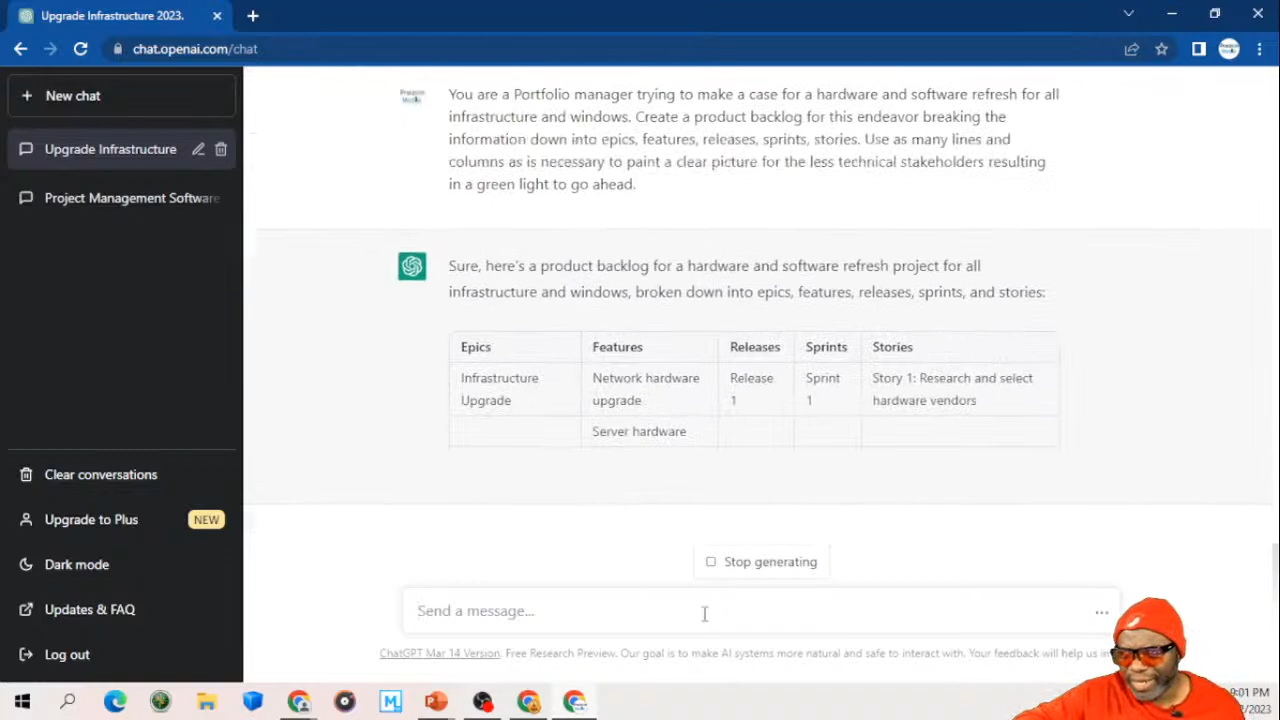 Upgrade Infrastructure 2023.
chat.openai.com/chat
New chat
Upgrade Infrastructure
Project Management Software
Clear conversations
Upgrade to Plus NEW
Dark mode
Updates & FAQ
Log out
You are a Portfolio manager trying to make a case for a hardware and software refresh for all
infrastructure and windows. Create a product backlog for this endeavor breaking the
information down into epics, features, releases, sprints, stories. Use as many lines and
columns as is necessary to paint a clear picture for the less technical stakeholders resulting
in a green light to go ahead.
Sure, here's a product backlog for a hardware and software refresh project for all
infrastructure and windows, broken down into epics, features, releases, sprints, and stories:
Epics Features Releases Sprints Stories
Infrastructure Network hardware Release Sprint Story 1: Research and select
Upgrade upgrade 1 1 hardware vendors
Server hardware
Stop generating
Send a message...
ChatGPT Mar 14 Version. Free Research Preview. Our goal is to make AI systems more natural and safe to interact with. Your feedback will help us
9:01 PM
/2023